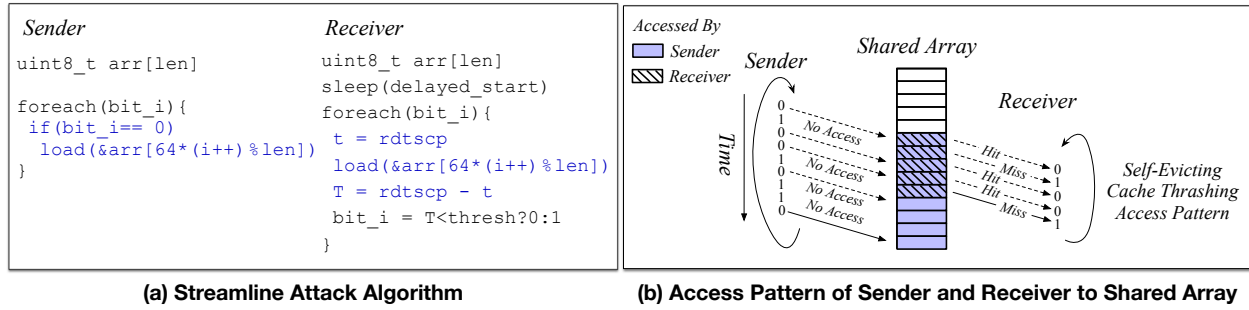 Sender
uint8_t arr[len]
foreach(bit_i){
if(bit_i== 0)
load(&arr[64*(i++)%len])
}
Receiver
uint8_t arr[len]
sleep(delayed_start)
foreach(bit_i){
t = rdtscp
load(&arr[64*(i++)%len])
T = rdtscp - t
bit_i = T<thresh?0:1
}
(a) Streamline Attack Algorithm
Accessed By
Sender
Receiver
Sender
Time
0
1
0
0
1
0
1
1
0
No Access
No Access
No Access
No Access
Shared Array
Receiver
Hit
Miss
Hit
Hit
Miss
0
1
0
0
1
Self-Evicting
Cache Thrashing
Access Pattern
(b) Access Pattern of Sender and Receiver to Shared Array